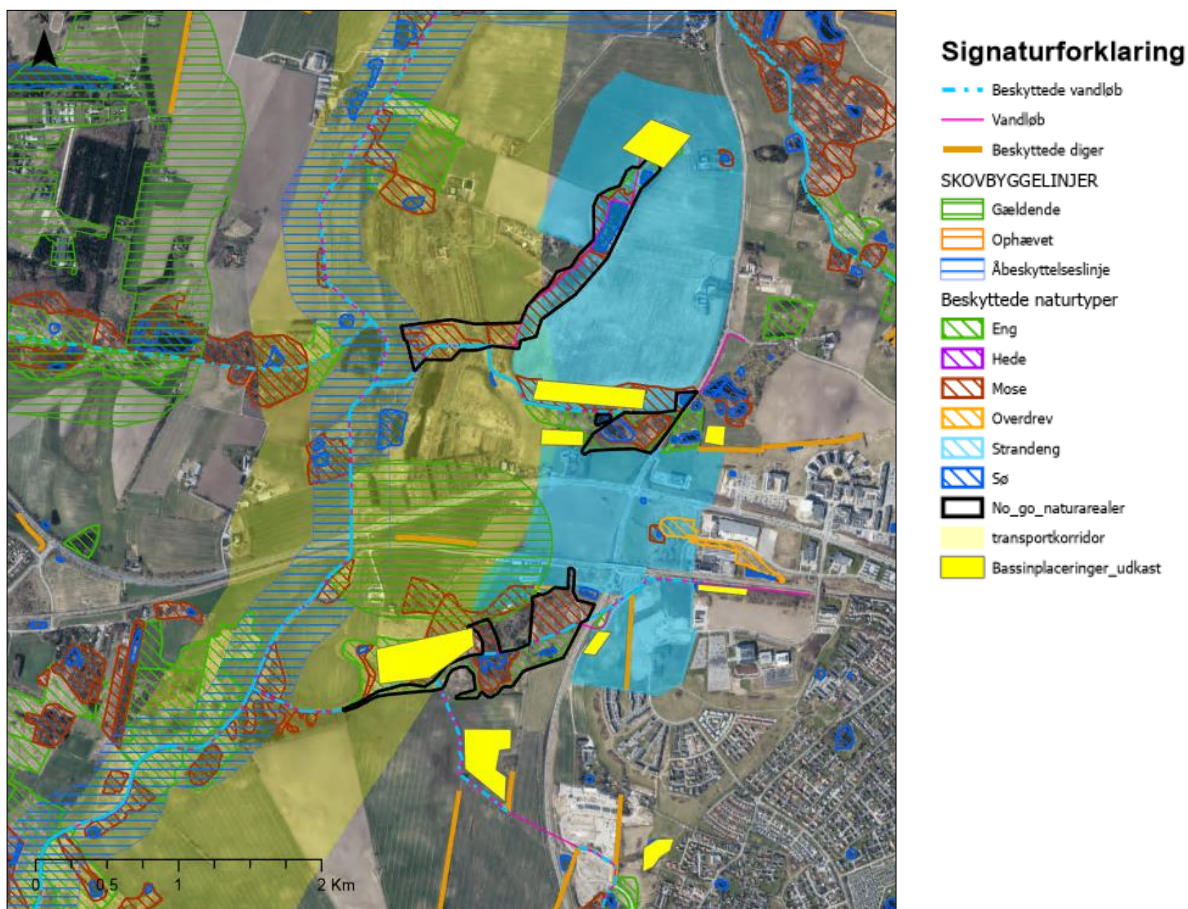 Signaturforklaring
Beskyttede vandløb
Vandløb
Beskyttede diger
SKOVBYGGELINJER
Gældende
Ophævet
Åbeskyttelseslinje
Beskyttede naturtyper
Eng
Hede
Mose
Overdrev
Strandeng
Sø
No_go_naturarealer
transportkorridor
Bassinplaceringer_udkast
0 0,5 1 2 Km